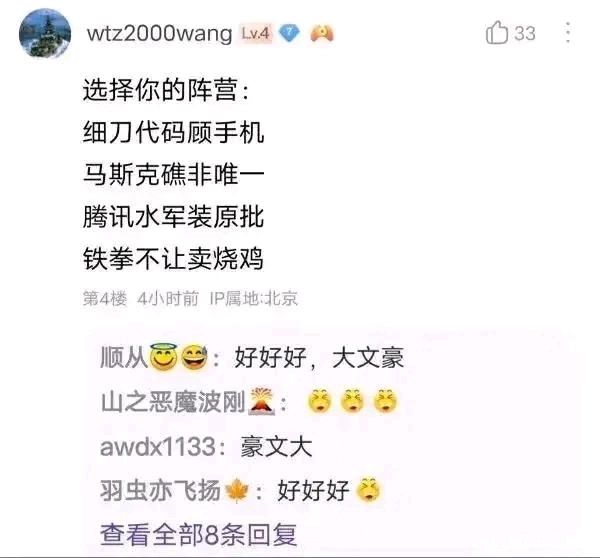 wtz2000wang Lv.4 7 33
选择你的阵营：
细刀代码顾手机
马斯克礁非唯一
腾讯水军装原批
铁拳不让卖烧鸡
第4楼 4小时前 IP属地:北京
顺从😇😅：好好好，大文豪
山之恶魔波刚🌋：
awdx1133：豪文大
羽虫亦飞扬🍁：好好好
查看全部8条回复